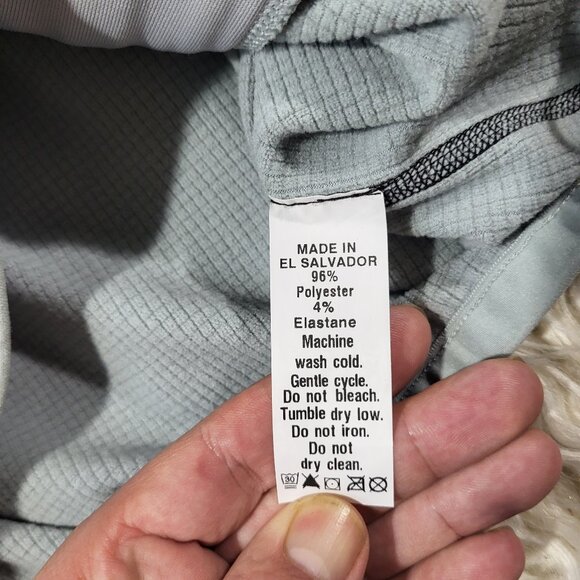 MADE IN
EL SALVADOR
96%
Polyester
4%
Elastane
Machine
wash cold.
Gentle cycle.
Do not bleach.
Tumble dry low.
Do not iron.
Do not
dry clean.
30